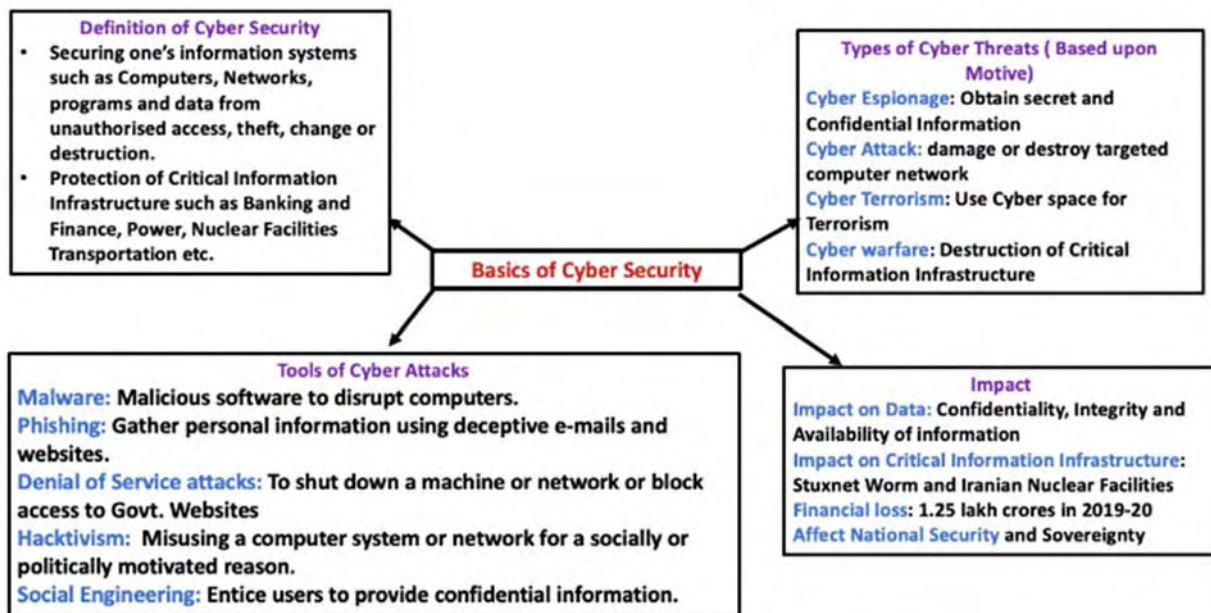 Definition of Cyber Security
• Securing one's information systems
such as Computers, Networks,
programs and data from
unauthorised access, theft, change or
destruction.
• Protection of Critical Information
Infrastructure such as Banking and
Finance, Power, Nuclear Facilities
Transportation etc.
Types of Cyber Threats ( Based upon
Motive)
Cyber Espionage: Obtain secret and
Confidential Information
Cyber Attack: damage or destroy targeted
computer network
Cyber Terrorism: Use Cyber space for
Terrorism
Cyber warfare: Destruction of Critical
Information Infrastructure
Basics of Cyber Security
Tools of Cyber Attacks
Malware: Malicious software to disrupt computers.
Phishing: Gather personal information using deceptive e-mails and
websites.
Denial of Service attacks: To shut down a machine or network or block
access to Govt. Websites
Hacktivism: Misusing a computer system or network for a socially or
politically motivated reason.
Social Engineering: Entice users to provide confidential information.
Impact
Impact on Data: Confidentiality, Integrity and
Availability of information
Impact on Critical Information Infrastructure:
Stuxnet Worm and Iranian Nuclear Facilities
Financial loss: 1.25 lakh crores in 2019-20
Affect National Security and Sovereignty